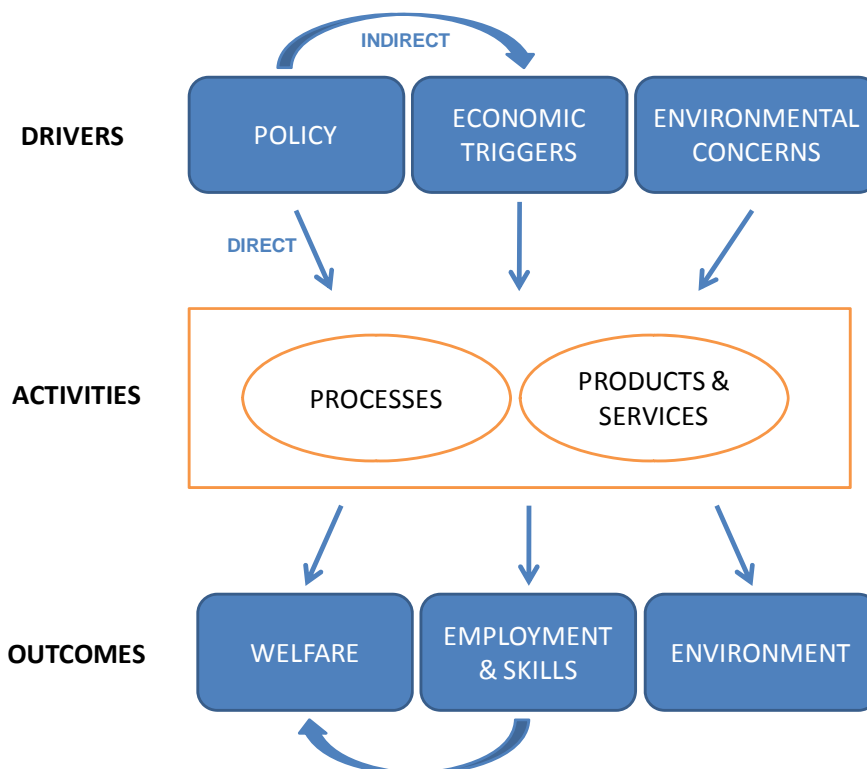 INDIRECT
DRIVERS
POLICY
ECONOMIC
TRIGGERS
ENVIRONMENTAL
CONCERNS
DIRECT
ACTIVITIES
PROCESSES
PRODUCTS &
SERVICES
OUTCOMES
WELFARE
EMPLOYMENT
& SKILLS
ENVIRONMENT